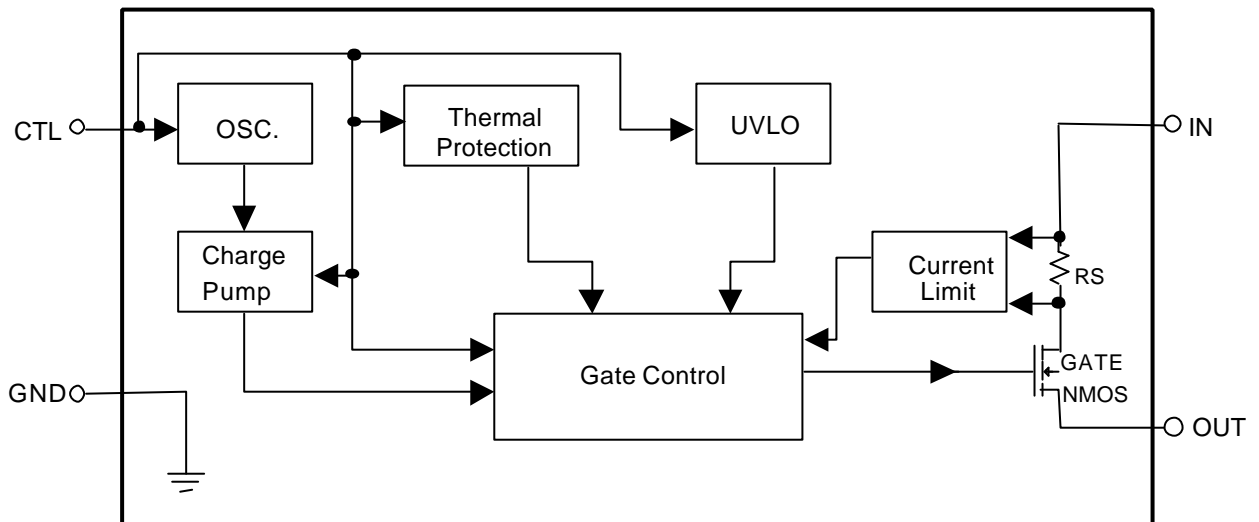 CTL
OSC.
Thermal
Protection
UVLO
IN
Charge
Pump
Current
Limit
RS
Gate Control
GATE
NMOS
GND
OUT